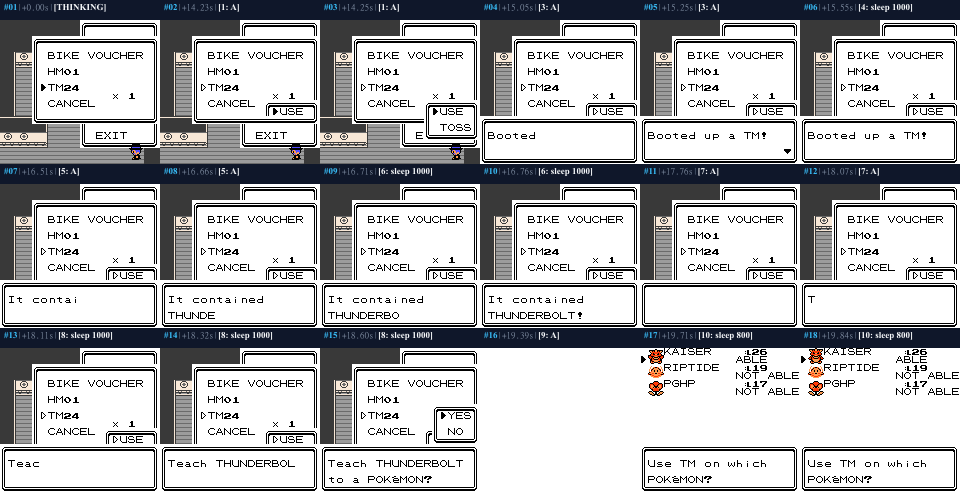 #01|+0.00s|[THINKING]
BIKE VOUCHER
HM01
▶TM24
× 1
CANCEL
EXIT
#02|+14.23s|[1: A]
BIKE VOUCHER
HM01
▷TM24
× 1
CANCEL
▶USE
EXIT
#03|+14.25s|[1: A]
BIKE VOUCHER
HM01
▷TM24
× 1
CANCEL
▶USE
TOSS
E
#04|+15.05s|[3: A]
BIKE VOUCHER
HM01
▷TM24
× 1
CANCEL
▷USE
Booted
#05|+15.25s|[3: A]
BIKE VOUCHER
HM01
▷TM24
× 1
CANCEL
▷USE
Booted up a TM!
▼
#06|+15.55s|[4: sleep 1000]
BIKE VOUCHER
HM01
▷TM24
× 1
CANCEL
▷USE
Booted up a TM!
#07|+16.51s|[5: A]
BIKE VOUCHER
HM01
▷TM24
× 1
CANCEL
▷USE
It contai
#08|+16.66s|[5: A]
BIKE VOUCHER
HM01
▷TM24
× 1
CANCEL
▷USE
It contained
THUNDE
#09|+16.71s|[6: sleep 1000]
BIKE VOUCHER
HM01
▷TM24
× 1
CANCEL
▷USE
It contained
THUNDERBO
#10|+16.76s|[6: sleep 1000]
BIKE VOUCHER
HM01
▷TM24
× 1
CANCEL
▷USE
It contained
THUNDERBOLT!
#11|+17.76s|[7: A]
BIKE VOUCHER
HM01
▷TM24
× 1
CANCEL
▷USE
#12|+18.07s|[7: A]
BIKE VOUCHER
HM01
▷TM24
× 1
CANCEL
▷USE
T
#13|+18.11s|[8: sleep 1000]
BIKE VOUCHER
HM01
▷TM24
× 1
CANCEL
▷USE
Teac
#14|+18.32s|[8: sleep 1000]
BIKE VOUCHER
HM01
▷TM24
× 1
CANCEL
▷USE
Teach THUNDERBOL
#15|+18.60s|[8: sleep 1000]
BIKE VOUCHER
HM01
▷TM24
CANCEL
▶YES
NO
Teach THUNDERBOLT
to a POKéMON?
#16|+19.39s|[9: A]
#17|+19.71s|[10: sleep 800]
KAISER :L26
ABLE
RIPTIDE :L19
NOT ABLE
PGHP :L17
NOT ABLE
Use TM on which
POKéMON?
#18|+19.84s|[10: sleep 800]
KAISER :L26
ABLE
RIPTIDE :L19
NOT ABLE
PGHP :L17
NOT ABLE
Use TM on which
POKéMON?